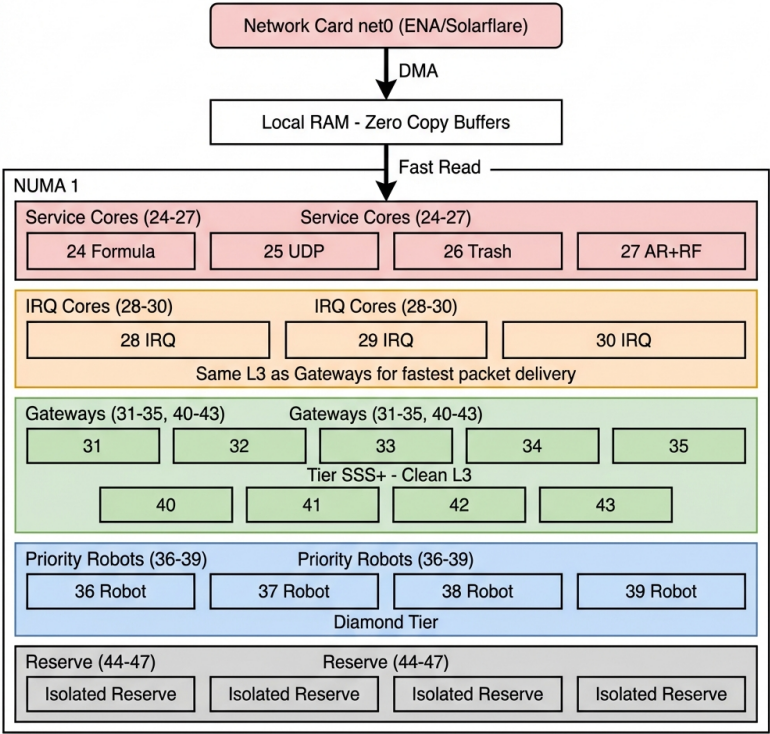 Network Card net0 (ENA/Solarflare)
DMA
Local RAM - Zero Copy Buffers
Fast Read
NUMA 1
Service Cores (24-27) Service Cores (24-27)
24 Formula 25 UDP 26 Trash 27 AR+RF
IRQ Cores (28-30) IRQ Cores (28-30)
28 IRQ 29 IRQ 30 IRQ
Same L3 as Gateways for fastest packet delivery
Gateways (31-35, 40-43) Gateways (31-35, 40-43)
31 32 33 34 35
Tier SSS+ - Clean L3
40 41 42 43
Priority Robots (36-39) Priority Robots (36-39)
36 Robot 37 Robot 38 Robot 39 Robot
Diamond Tier
Reserve (44-47) Reserve (44-47)
Isolated Reserve Isolated Reserve Isolated Reserve Isolated Reserve